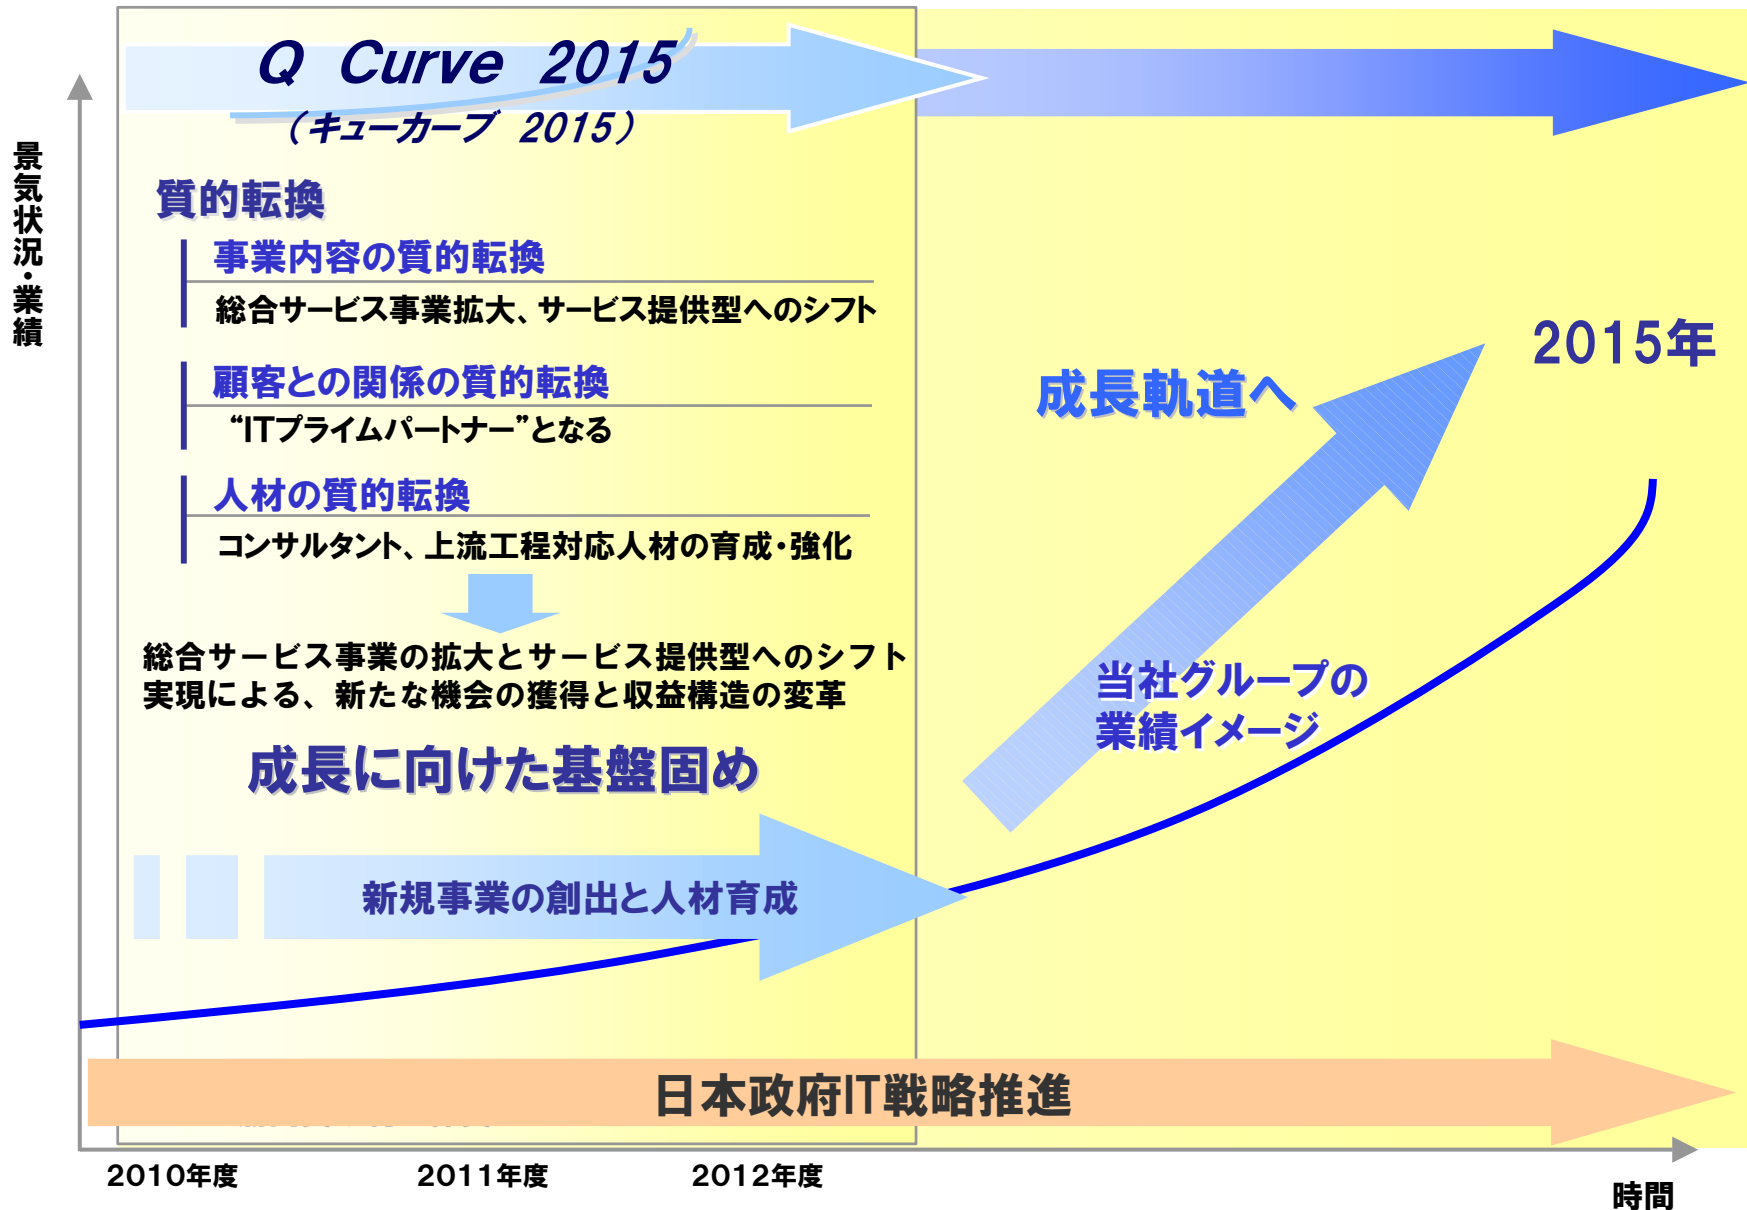 Q Curve 2015
（キューカーブ 2015）
景気状況・業績
質的転換
事業内容の質的転換
総合サービス事業拡大、サービス提供型へのシフト
顧客との関係の質的転換
“ITプライムパートナー”となる
人材の質的転換
コンサルタント、上流工程対応人材の育成・強化
総合サービス事業の拡大とサービス提供型へのシフト
実現による、新たな機会の獲得と収益構造の変革
成長に向けた基盤固め
新規事業の創出と人材育成
2015年
成長軌道へ
当社グループの
業績イメージ
日本政府IT戦略推進
2010年度
2011年度
2012年度
時間